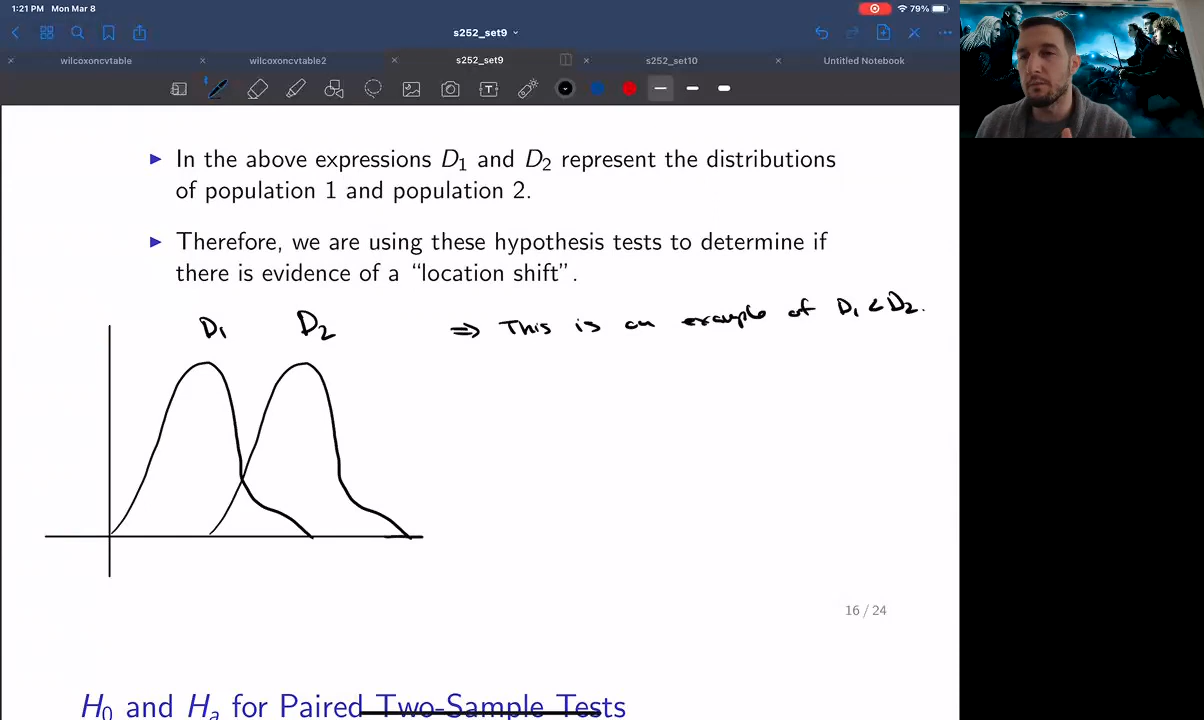 1:21 PM Mon Mar 8
79%
s252_set9
wilcoxoncvtable
wilcoxoncvtable2
s252_set9
s252_set10
Untitled Notebook
T
▶ In the above expressions D₁ and D₂ represent the distributions
of population 1 and population 2.
▶ Therefore, we are using these hypothesis tests to determine if
there is evidence of a “location shift”.
D₁ D₂
⇒ This is an example of D₁ < D₂.
16 / 24
H₀ and Hₐ for Paired Two-Sample Tests